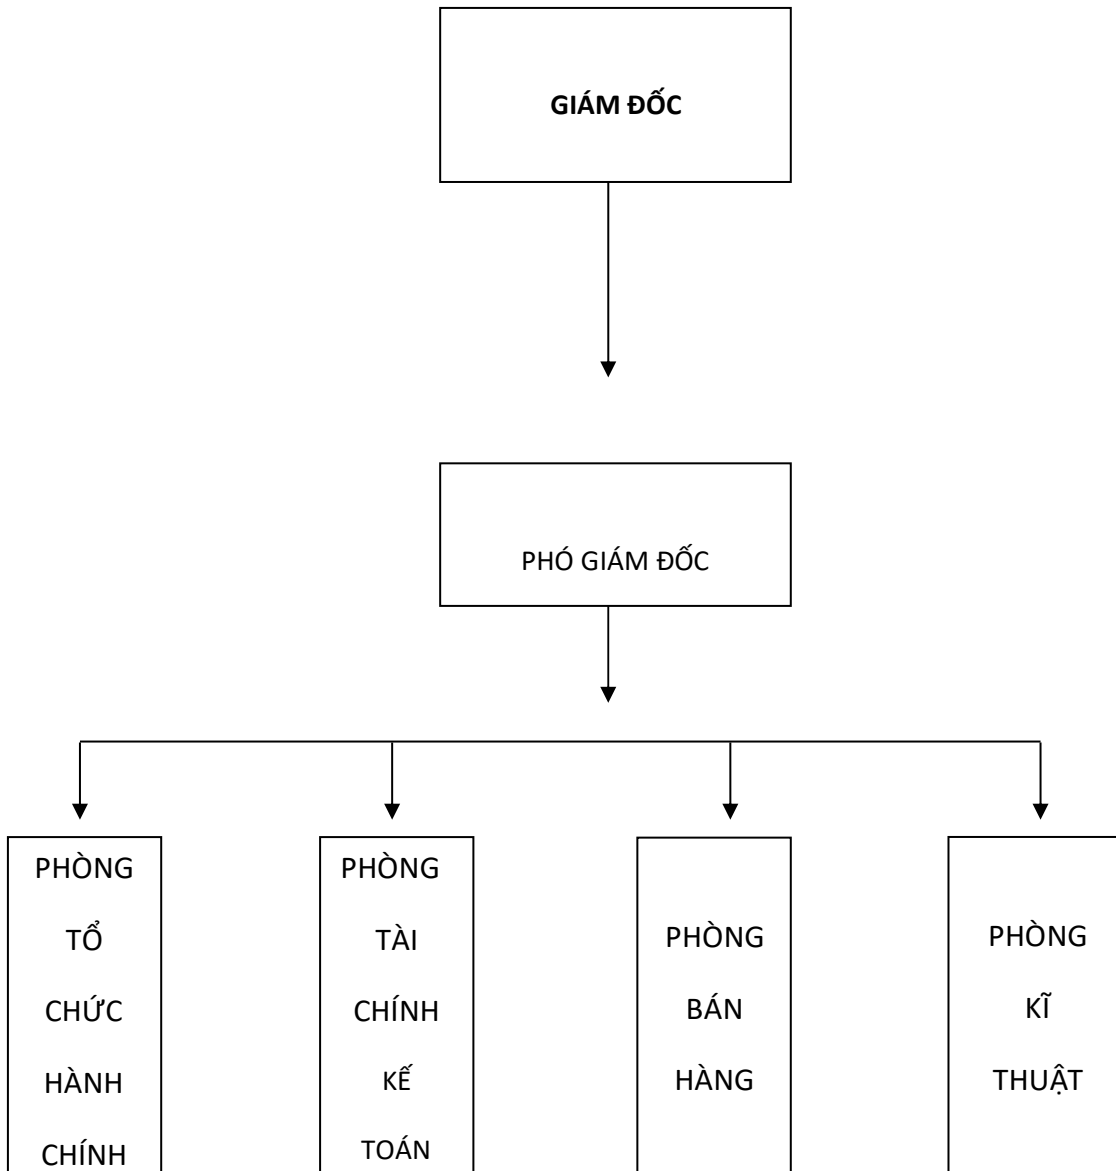 GIÁM ĐỐC
PHÓ GIÁM ĐỐC
PHÒNG
TỔ
CHỨC
HÀNH
CHÍNH
PHÒNG
TÀI
CHÍNH
KẾ
TOÁN
PHÒNG
BÁN
HÀNG
PHÒNG
KĨ
THUẬT